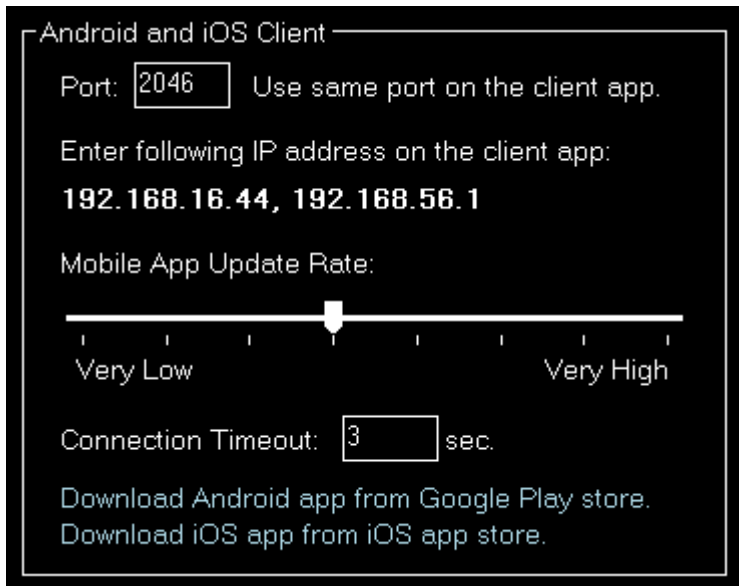 Android and iOS Client
Port: 2046 Use same port on the client app.
Enter following IP address on the client app:
192.168.16.44, 192.168.56.1
Mobile App Update Rate:
Very Low Very High
Connection Timeout: 3 sec.
Download Android app from Google Play store.
Download iOS app from iOS app store.